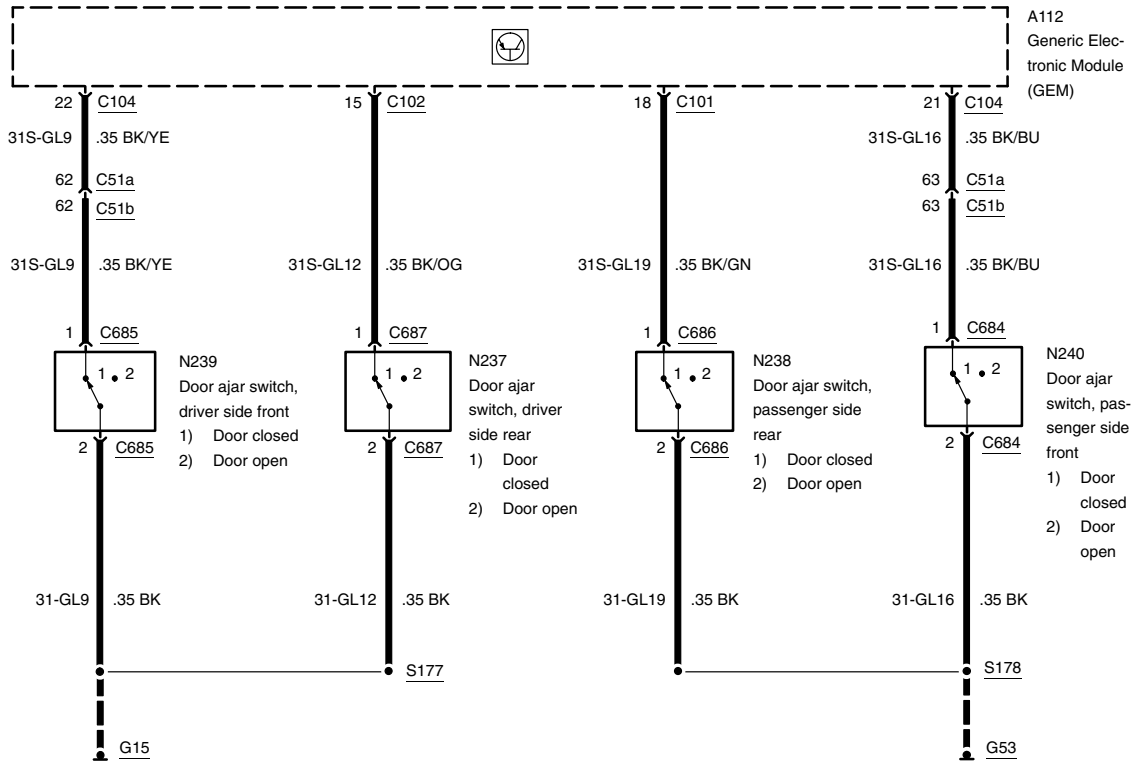 A112
Generic Elec-
tronic Module
(GEM)
22 C104
15 C102
18 C101
21 C104
31S-GL9 .35 BK/YE
31S-GL16 .35 BK/BU
62 C51a
62 C51b
63 C51a
63 C51b
31S-GL9 .35 BK/YE
31S-GL12 .35 BK/OG
31S-GL19 .35 BK/GN
31S-GL16 .35 BK/BU
1 C685
1 C687
1 C686
1 C684
1 2
N239
Door ajar switch,
driver side front
1) Door closed
2) Door open
1 2
N237
Door ajar
switch, driver
side rear
1) Door
closed
2) Door open
1 2
N238
Door ajar switch,
passenger side
rear
1) Door closed
2) Door open
1 2
N240
Door ajar
switch, pas-
senger side
front
1) Door
closed
2) Door
open
2 C685
2 C687
2 C686
2 C684
31-GL9 .35 BK
31-GL12 .35 BK
31-GL19 .35 BK
31-GL16 .35 BK
S177
S178
G15
G53